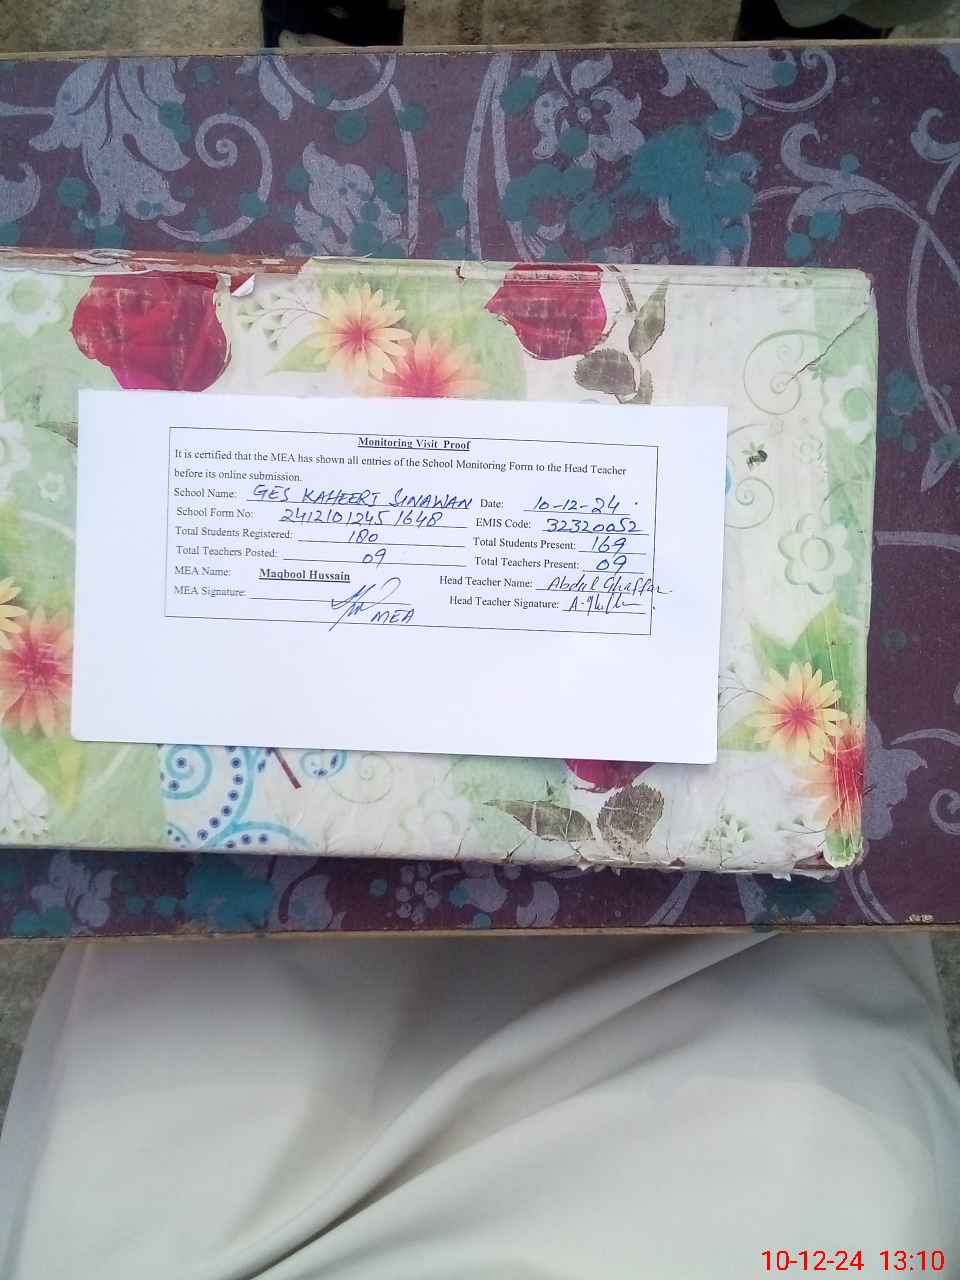 Monitoring Visit Proof
It is certified that the MEA has shown all entries of the School Monitoring Form to the Head Teacher
before its online submission.
School Name: GES KAHEERI SINAWAN Date: 10-12-24
School Form No: 24121012451648 EMIS Code: 32320052
Total Students Registered: 180 Total Students Present: 169
Total Teachers Posted: 09 Total Teachers Present: 09
MEA Name: Maqbool Hussain Head Teacher Name: Abdul Ghaffar
MEA Signature: MEA Head Teacher Signature:
10-12-24 13:10